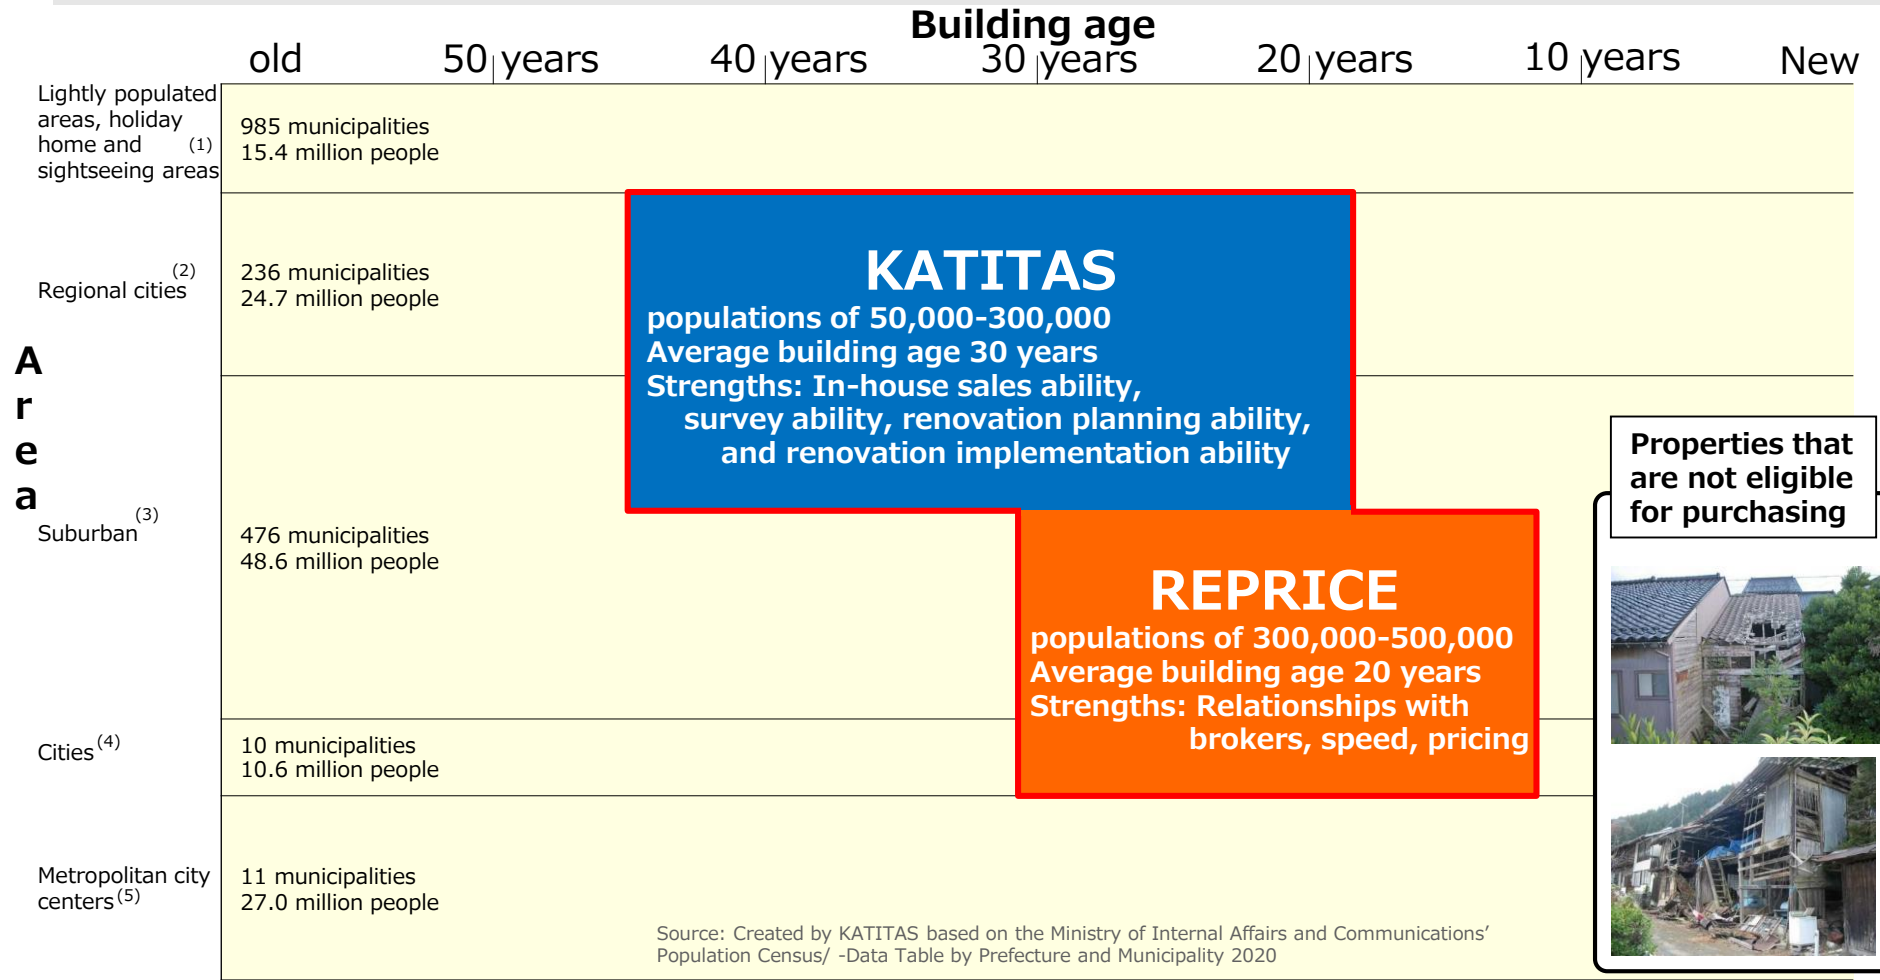 Building age
old 50 years 40 years 30 years 20 years 10 years New
Lightly populated
areas, holiday
home and (1)
sightseeing areas
985 municipalities
15.4 million people
Regional cities (2)
236 municipalities
24.7 million people
KATITAS
populations of 50,000-300,000
Average building age 30 years
Strengths: In-house sales ability,
survey ability, renovation planning ability,
and renovation implementation ability
Area
Suburban (3)
476 municipalities
48.6 million people
Properties that
are not eligible
for purchasing
REPRICE
populations of 300,000-500,000
Average building age 20 years
Strengths: Relationships with
brokers, speed, pricing
Cities (4)
10 municipalities
10.6 million people
Metropolitan city
centers (5)
11 municipalities
27.0 million people
Source: Created by KATITAS based on the Ministry of Internal Affairs and Communications’
Population Census/ -Data Table by Prefecture and Municipality 2020